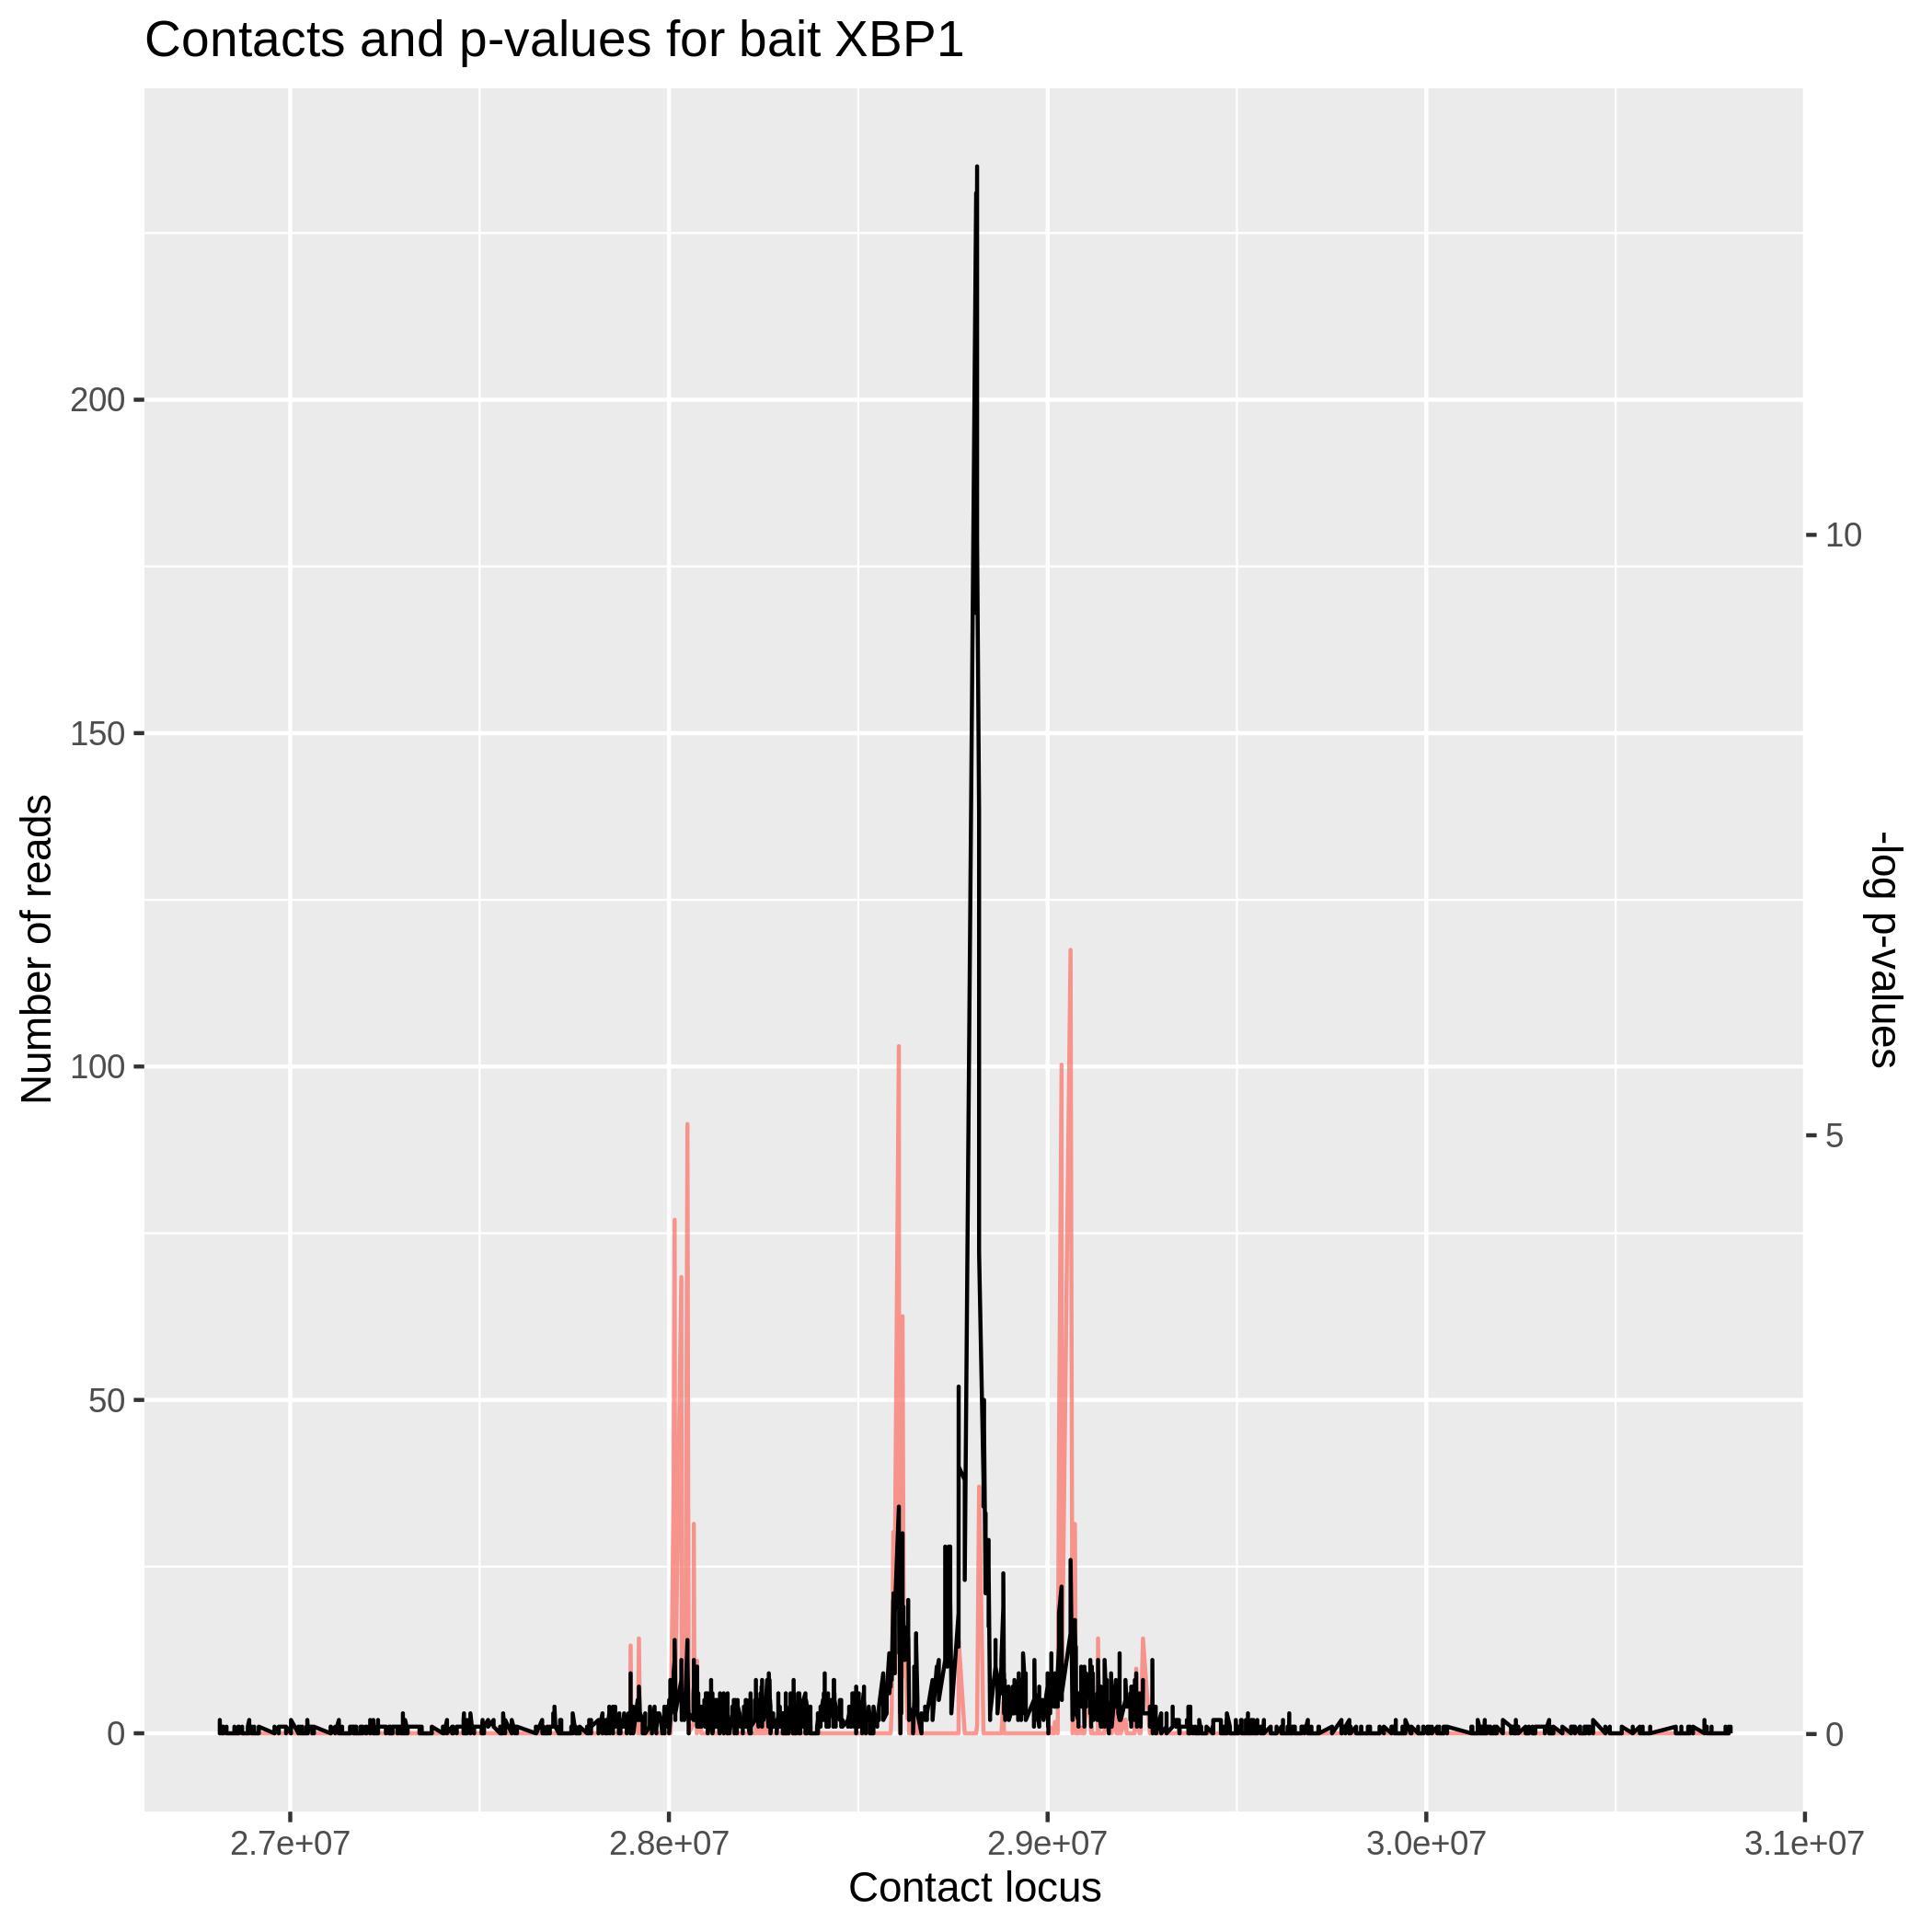 Contacts and p-values for bait XBP1
Number of reads
200
150
100
50
0
10
5
0
-log p-values
2.7e+07
2.8e+07
2.9e+07
3.0e+07
3.1e+07
Contact locus